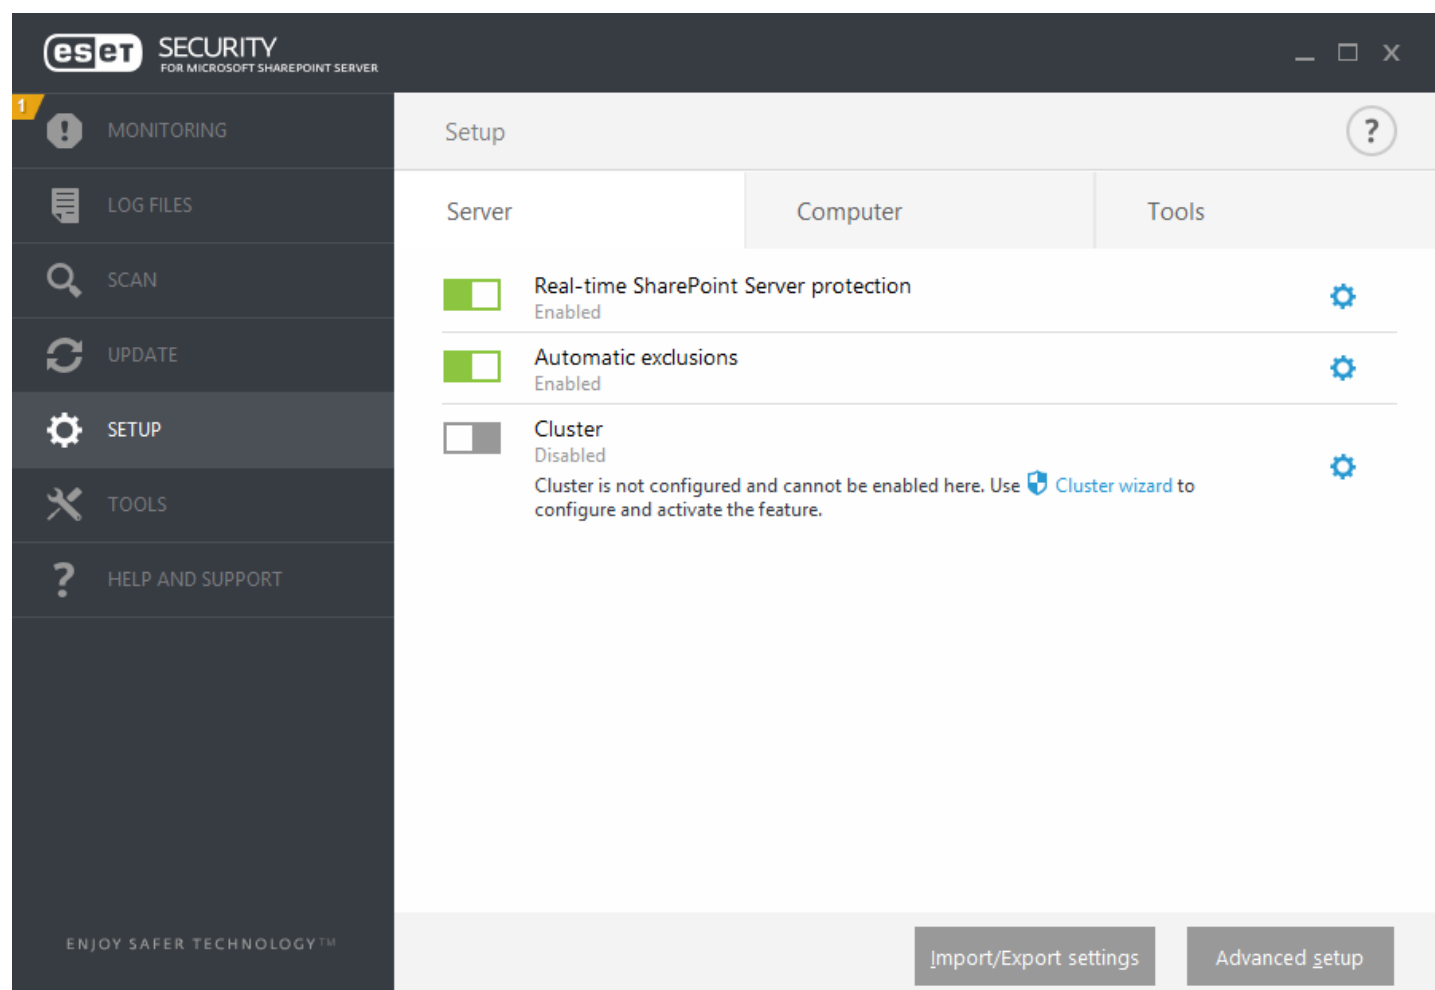 eset SECURITY
FOR MICROSOFT SHAREPOINT SERVER
1
MONITORING
LOG FILES
SCAN
UPDATE
SETUP
TOOLS
HELP AND SUPPORT
ENJOY SAFER TECHNOLOGY™
Setup
?
Server
Computer
Tools
Real-time SharePoint Server protection
Enabled
Automatic exclusions
Enabled
Cluster
Disabled
Cluster is not configured and cannot be enabled here. Use Cluster wizard to
configure and activate the feature.
Import/Export settings
Advanced setup